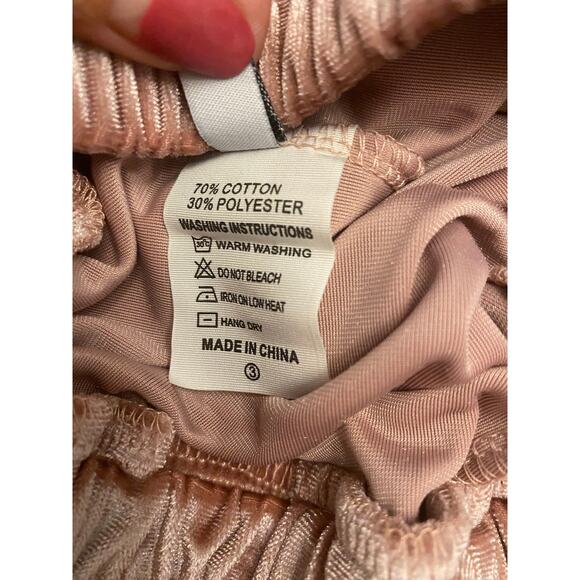 70% COTTON
30% POLYESTER
WASHING INSTRUCTIONS
30°C WARM WASHING
DO NOT BLEACH
IRON ON LOW HEAT
HANG DRY
MADE IN CHINA
3